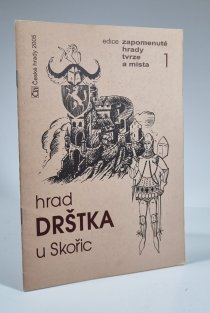 edice zapomenuté
hrady
tvrze
a místa 1
České hrady 2005
hrad
DRŠTKA
u Skořic